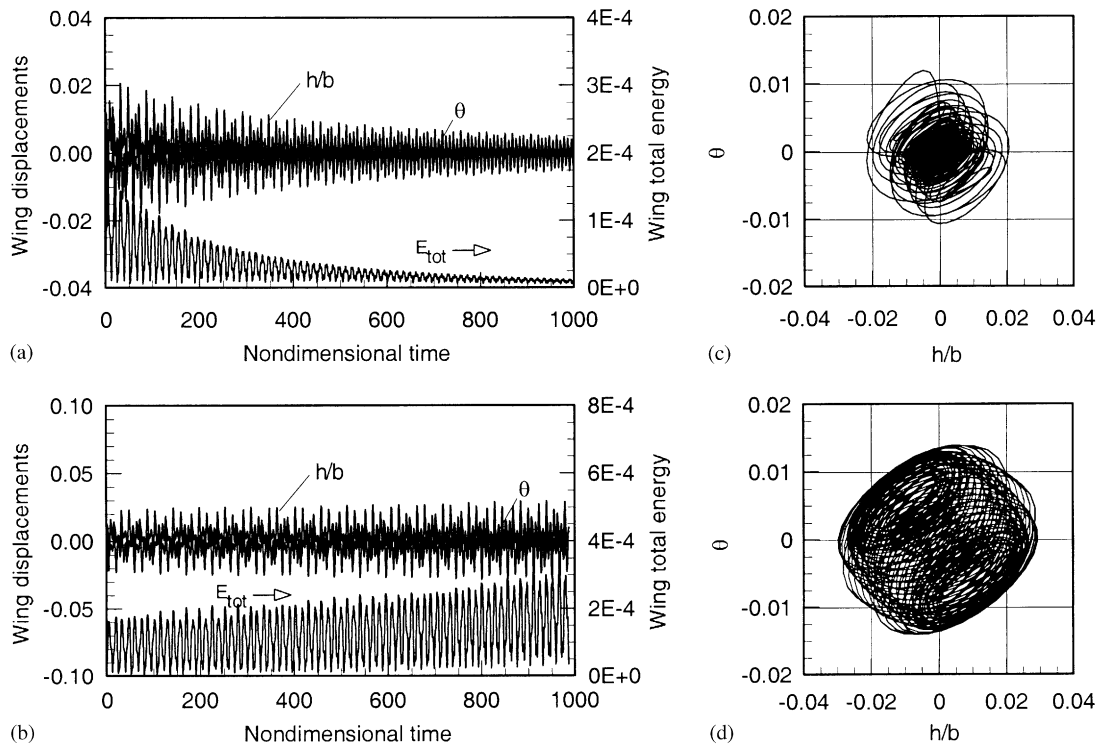 0.04
0.02
0.00
-0.02
-0.04
Wing displacements
4E-4
3E-4
2E-4
1E-4
0E+0
Wing total energy
h/b
θ
Etot
0
200
400
600
800
1000
Nondimensional time
(a)
0.02
0.01
0
-0.01
-0.02
θ
-0.04
-0.02
0
0.02
0.04
h/b
(c)
0.10
0.05
0.00
-0.05
-0.10
Wing displacements
8E-4
6E-4
4E-4
2E-4
0E+0
Wing total energy
h/b
θ
Etot
0
200
400
600
800
1000
Nondimensional time
(b)
0.02
0.01
0
-0.01
-0.02
θ
-0.04
-0.02
0
0.02
0.04
h/b
(d)